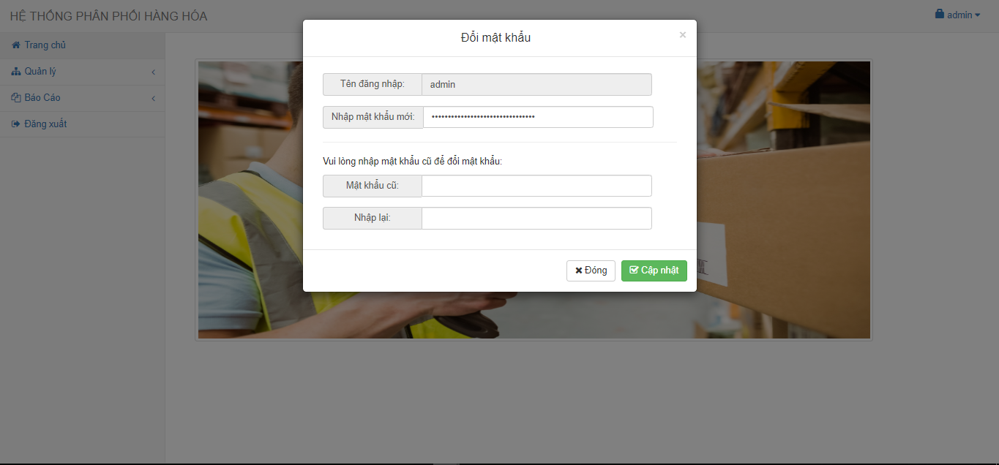 HỆ THỐNG PHÂN PHỐI HÀNG HÓA
admin
Trang chủ
Quản lý
Báo Cáo
Đăng xuất
Đổi mật khẩu
×
Tên đăng nhập:
admin
Nhập mật khẩu mới:
Vui lòng nhập mật khẩu cũ để đổi mật khẩu:
Mật khẩu cũ:
Nhập lại:
Đóng
Cập nhật